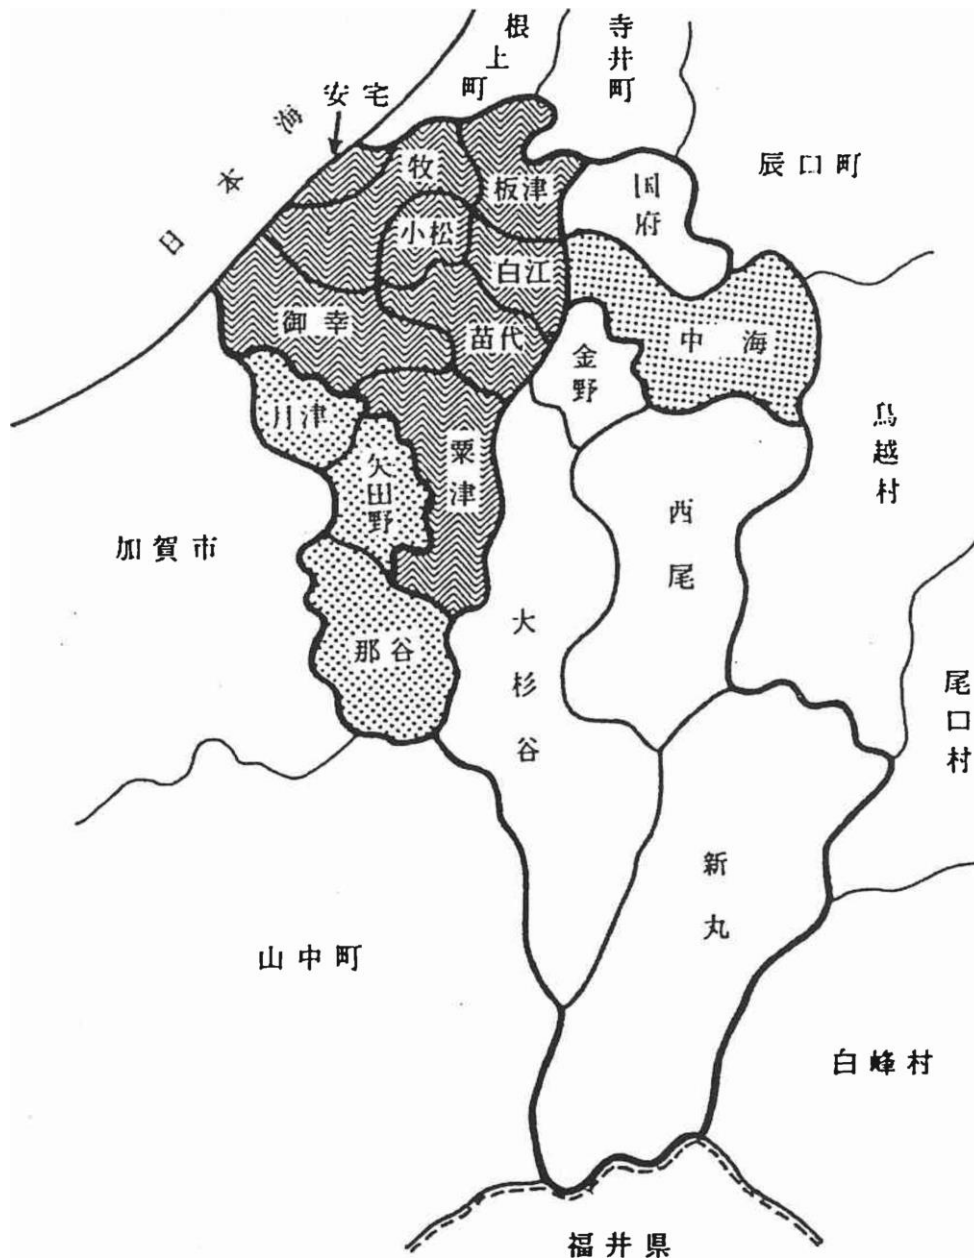 根上町
寺井町
安宅
日本海
牧
板津
国府
辰口町
小松
白江
御幸
苗代
金野
中海
月津
粟津
矢田野
鳥越村
西尾
加賀市
大杉谷
那谷
尾口村
新丸
山中町
白峰村
福井県